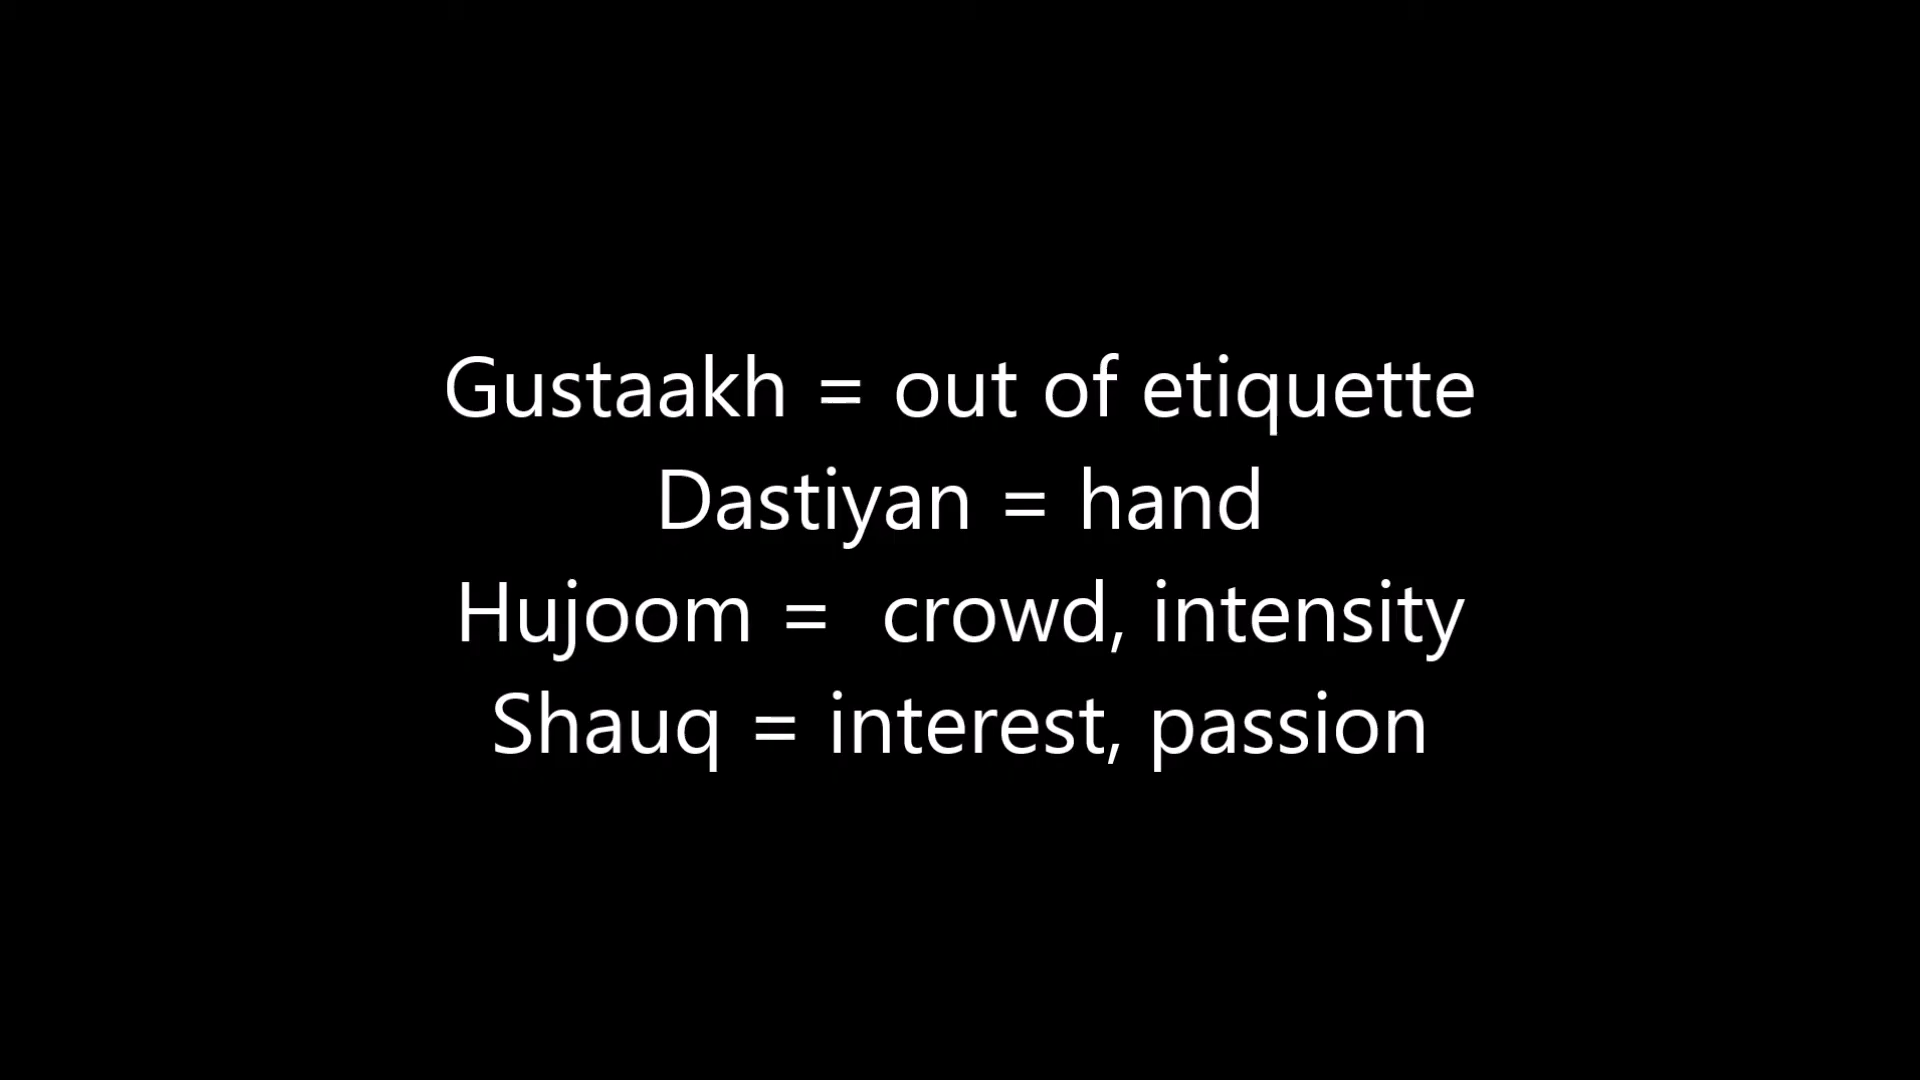 Gustaakh = out of etiquette
Dastiyan = hand
Hujoom =  crowd, intensity
Shauq = interest, passion